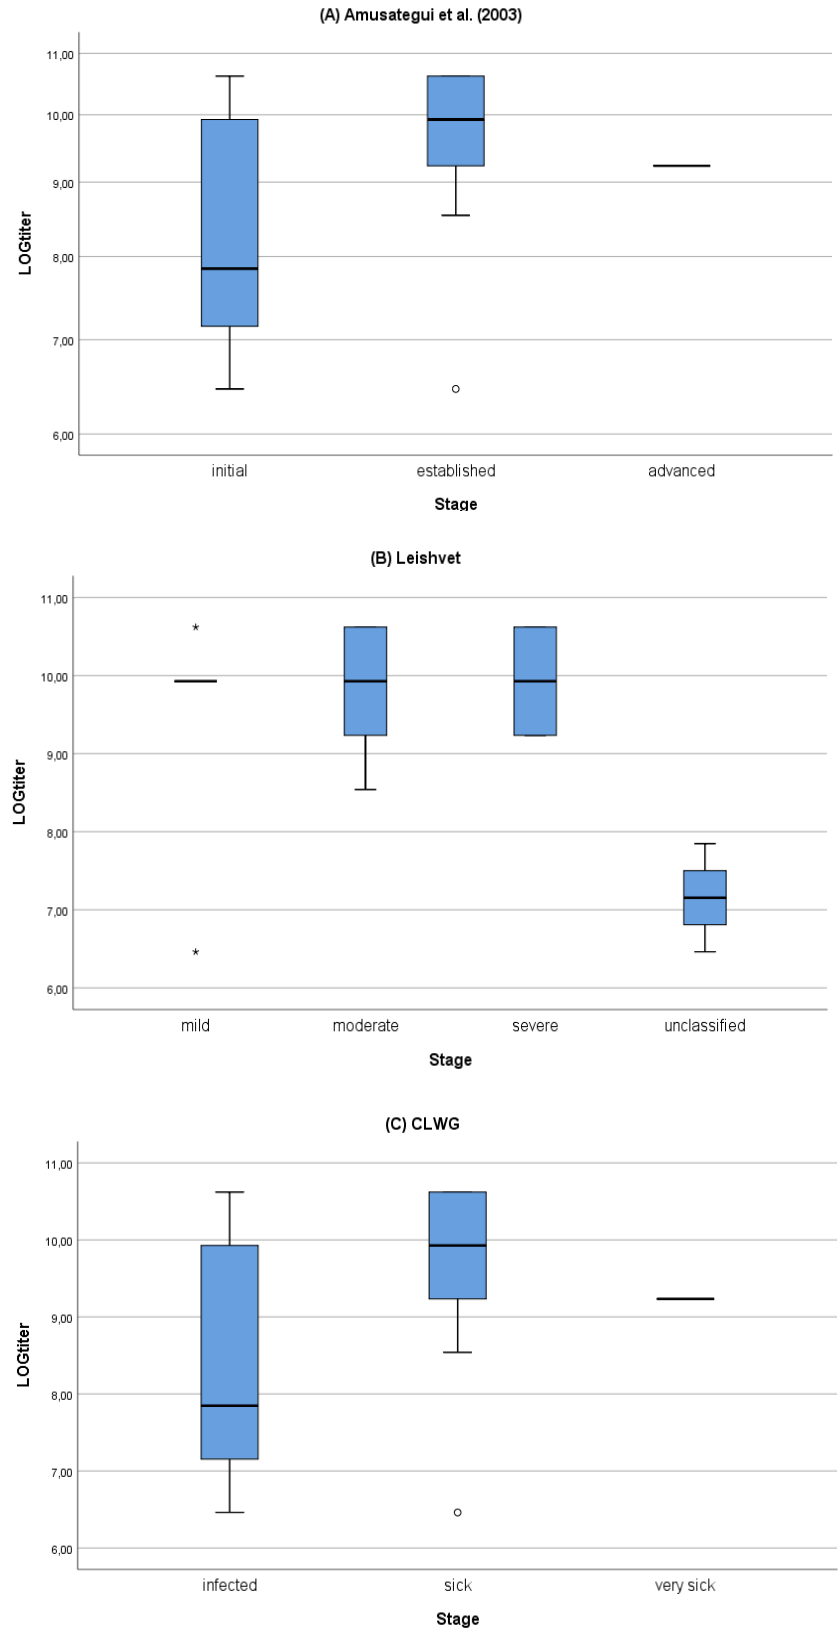 (A) Amusategui et al. (2003)
11,00
10,00
9,00
8,00
7,00
6,00
LOGtiter
initial established advanced
Stage
(B) Leishvet
11,00
10,00
9,00
8,00
7,00
6,00
LOGtiter
mild moderate severe unclassified
Stage
(C) CLWG
11,00
10,00
9,00
8,00
7,00
6,00
LOGtiter
infected sick very sick
Stage